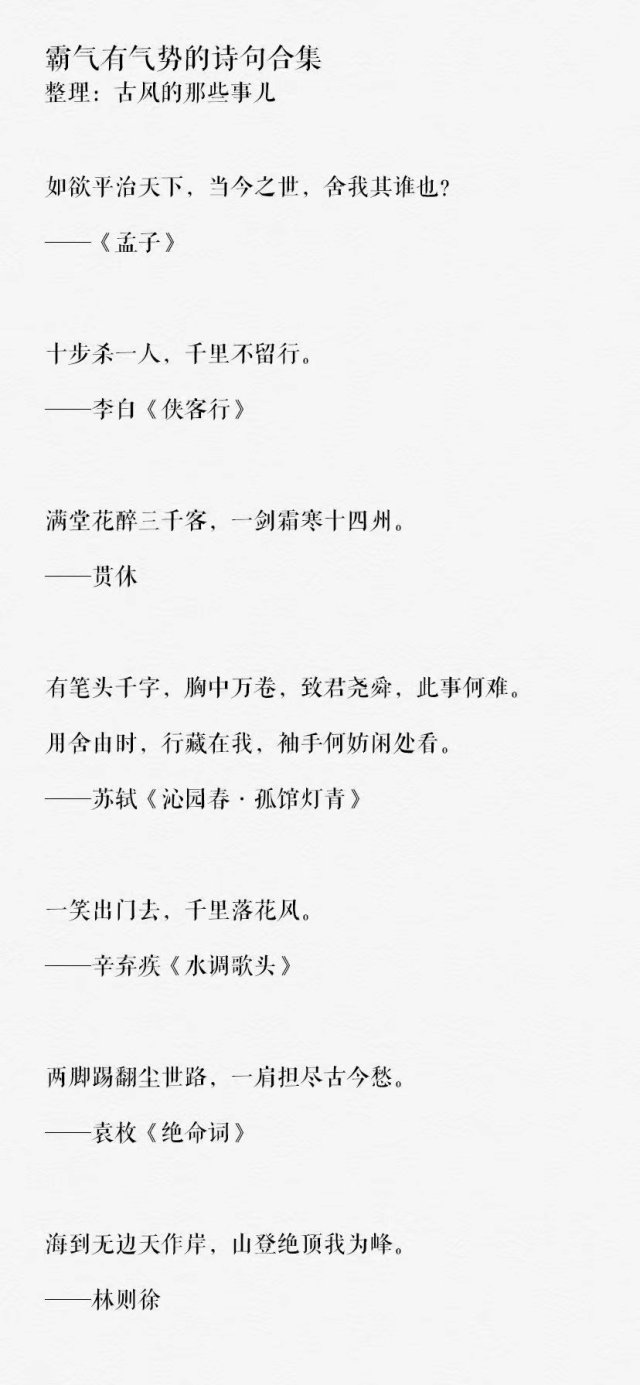 霸气有气势的诗句合集
整理：古风的那些事儿
如欲平治天下，当今之世，舍我其谁也？
——《孟子》
十步杀一人，千里不留行。
——李白《侠客行》
满堂花醉三千客，一剑霜寒十四州。
——贯休
有笔头千字，胸中万卷，致君尧舜，此事何难。
用舍由时，行藏在我，袖手何妨闲处看。
——苏轼《沁园春·孤馆灯青》
一笑出门去，千里落花风。
——辛弃疾《水调歌头》
两脚踢翻尘世路，一肩担尽古今愁。
——袁枚《绝命词》
海到无边天作岸，山登绝顶我为峰。
——林则徐